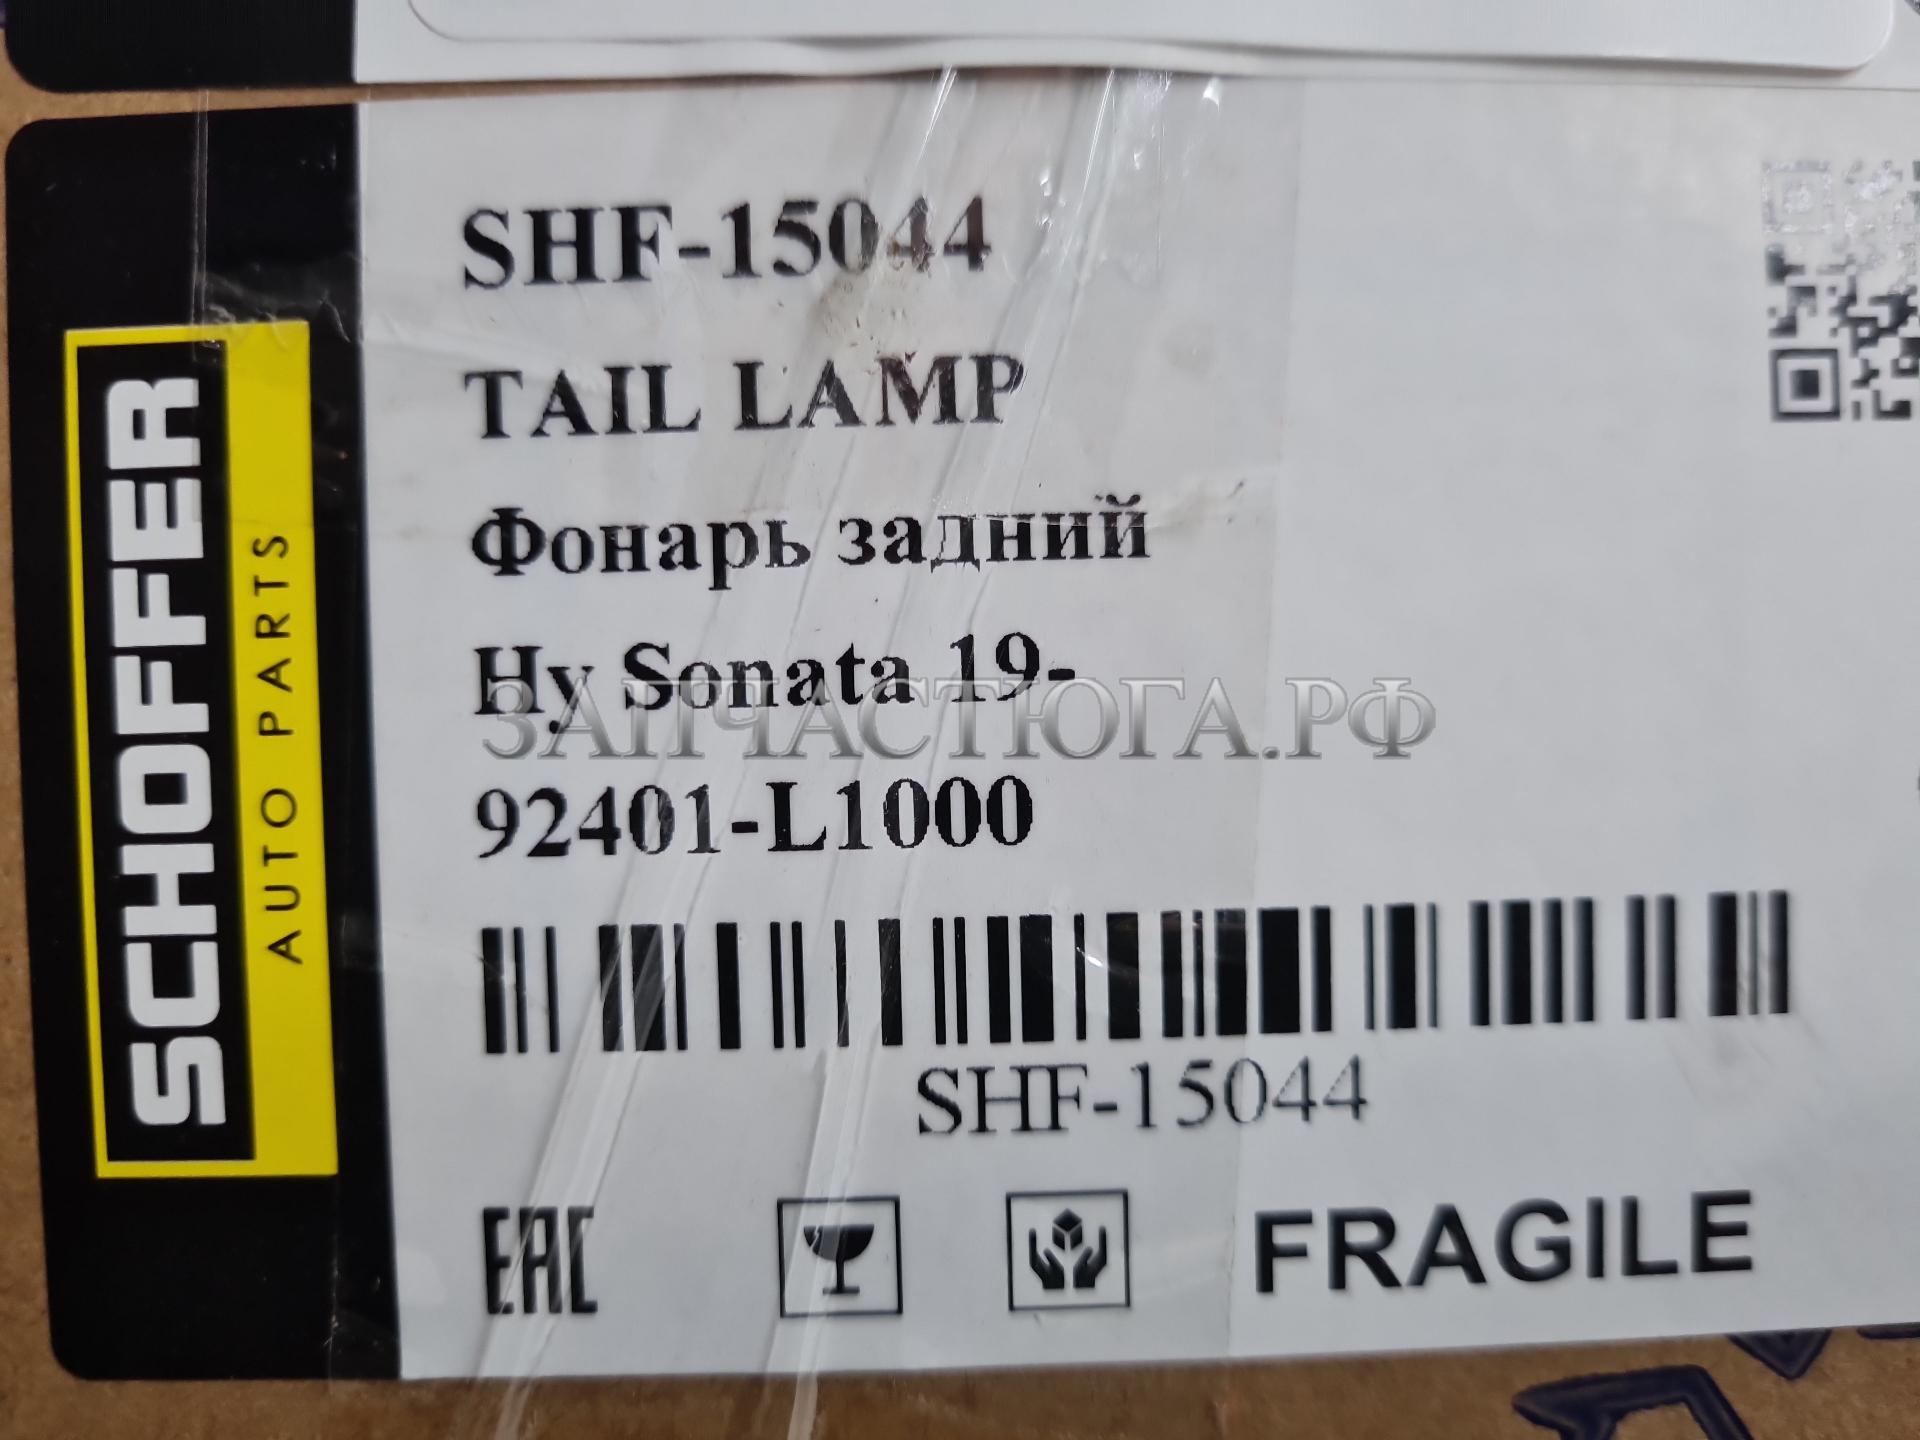 SCHOFFER
AUTO PARTS
SHF-15044
TAIL LAMP
Фонарь задний
Hy Sonata 19-
ЗАПЧАСТЮГА.РФ
92401-L1000
SHF-15044
EAC
FRAGILE